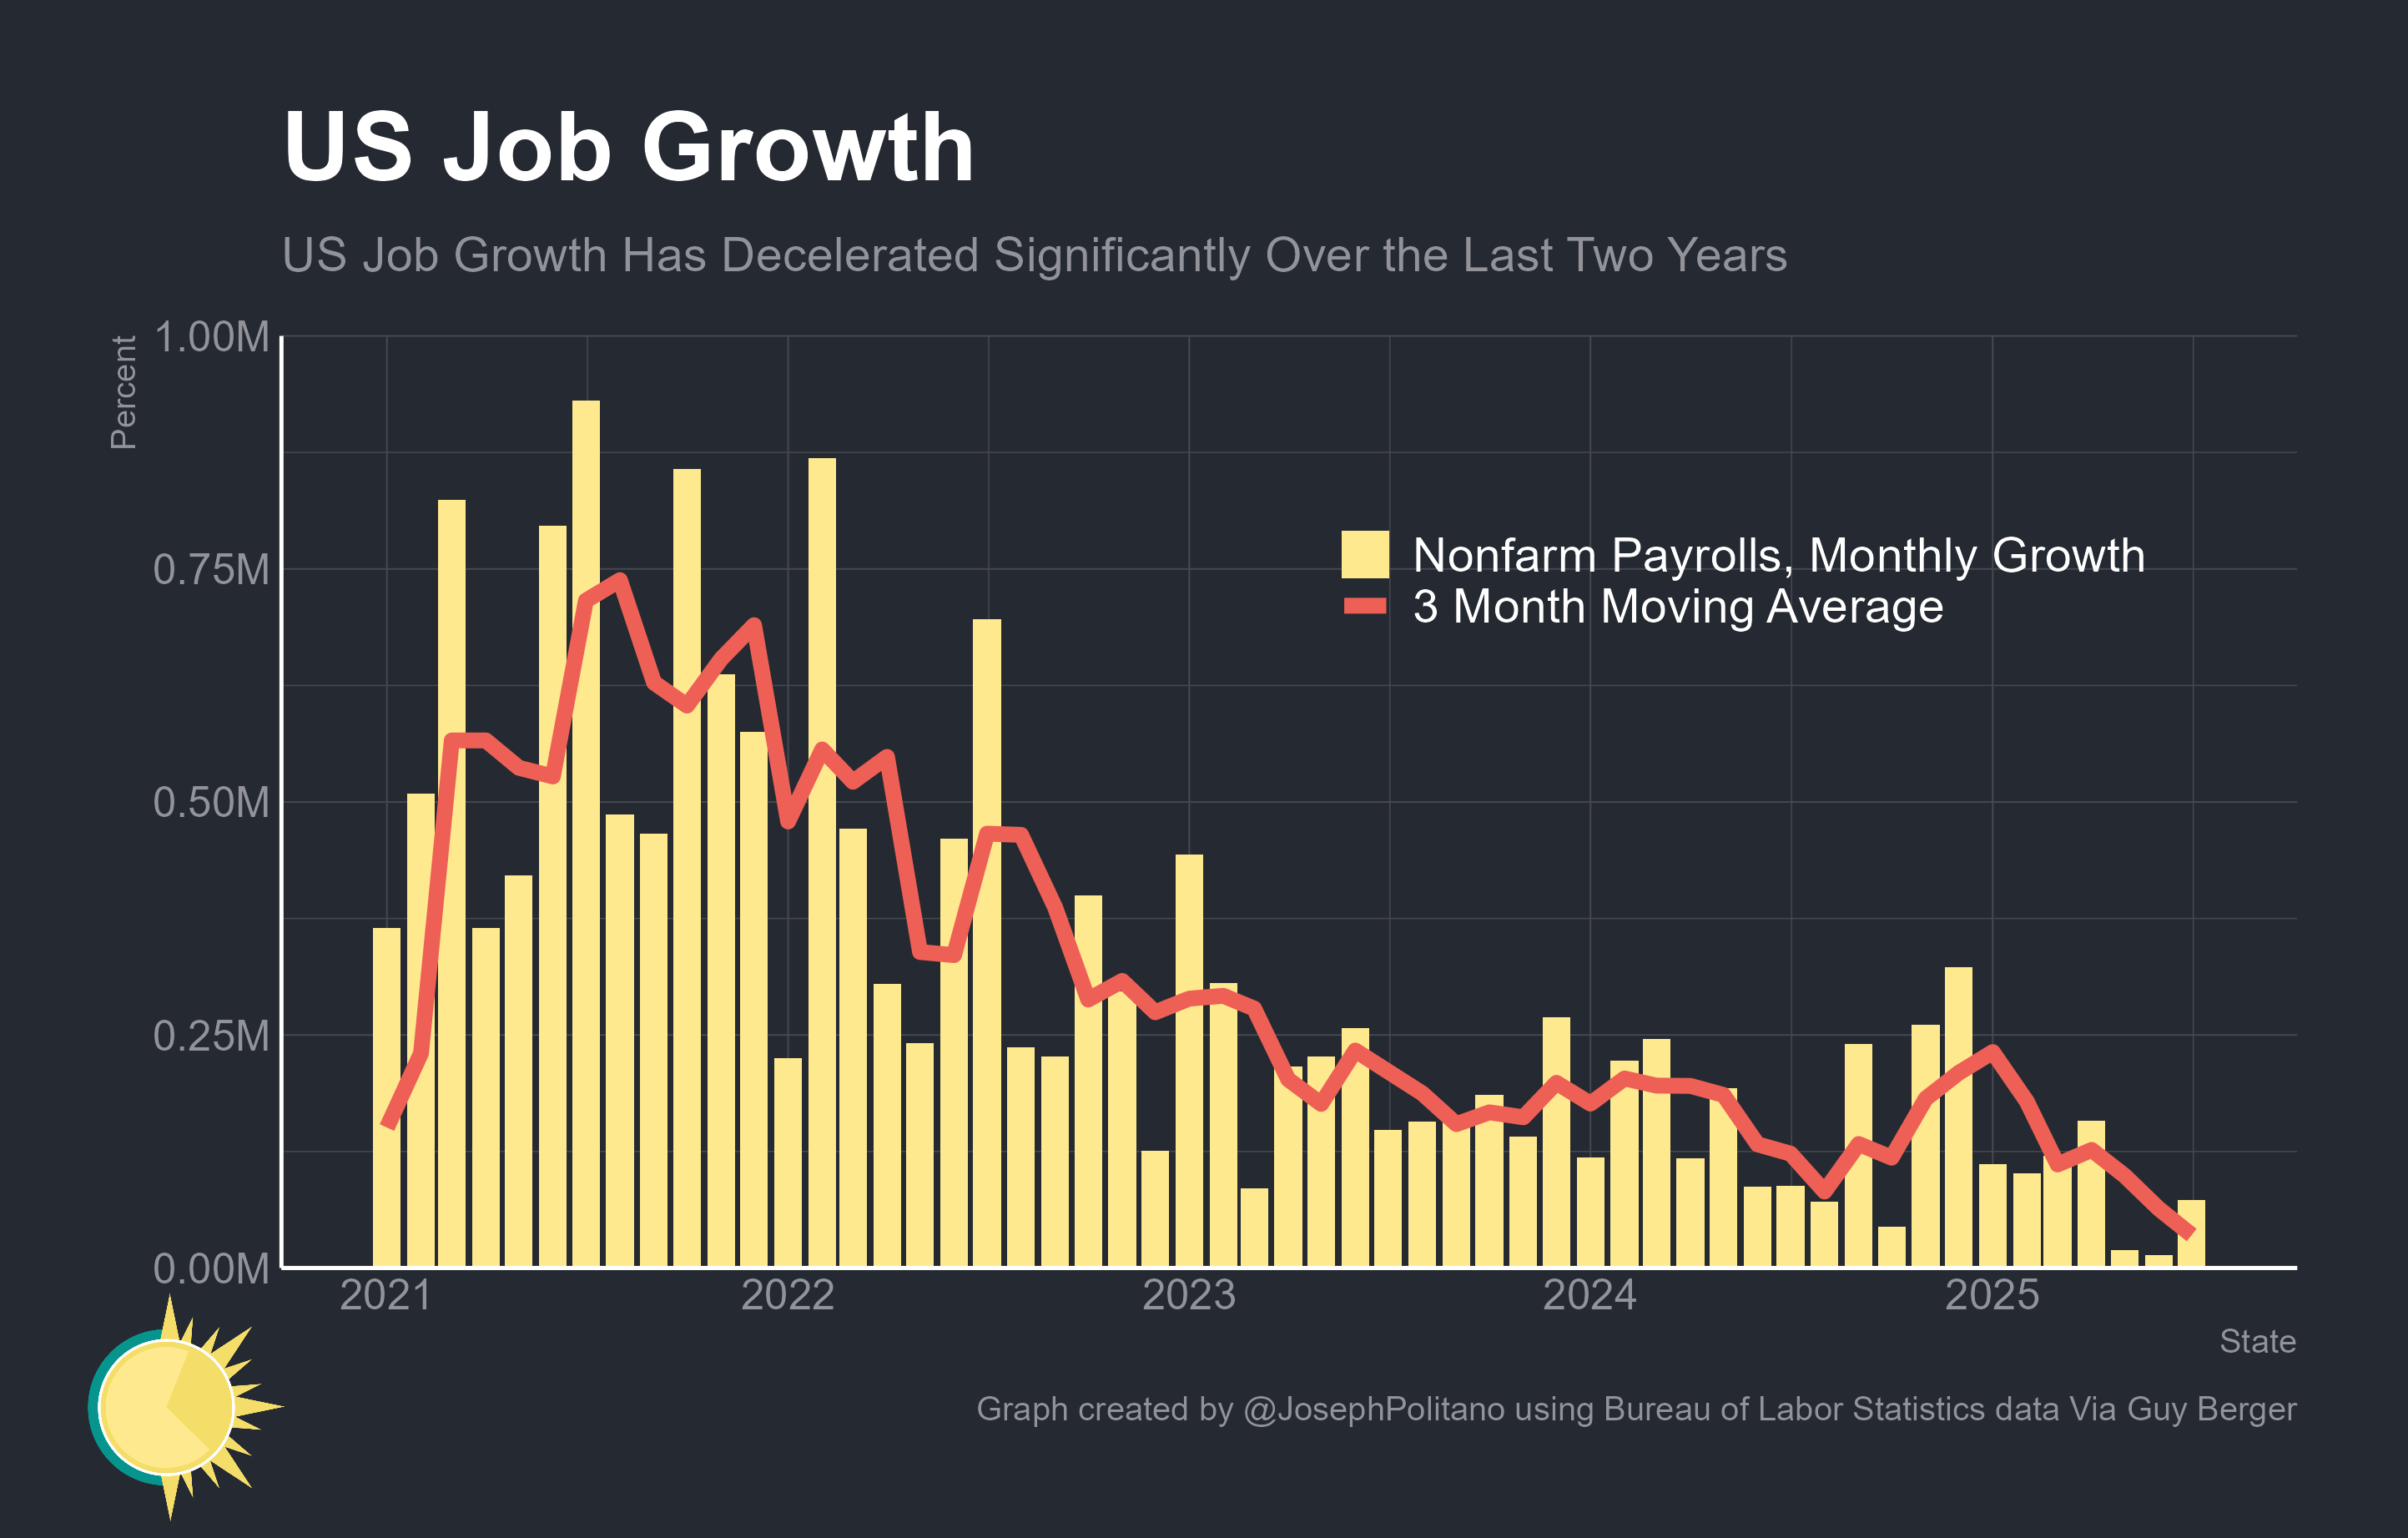 US Job Growth
US Job Growth Has Decelerated Significantly Over the Last Two Years
Percent
1.00M
0.75M
0.50M
0.25M
0.00M
Nonfarm Payrolls, Monthly Growth
3 Month Moving Average
2021 2022 2023 2024 2025
State
Graph created by @JosephPolitano using Bureau of Labor Statistics data Via Guy Berger